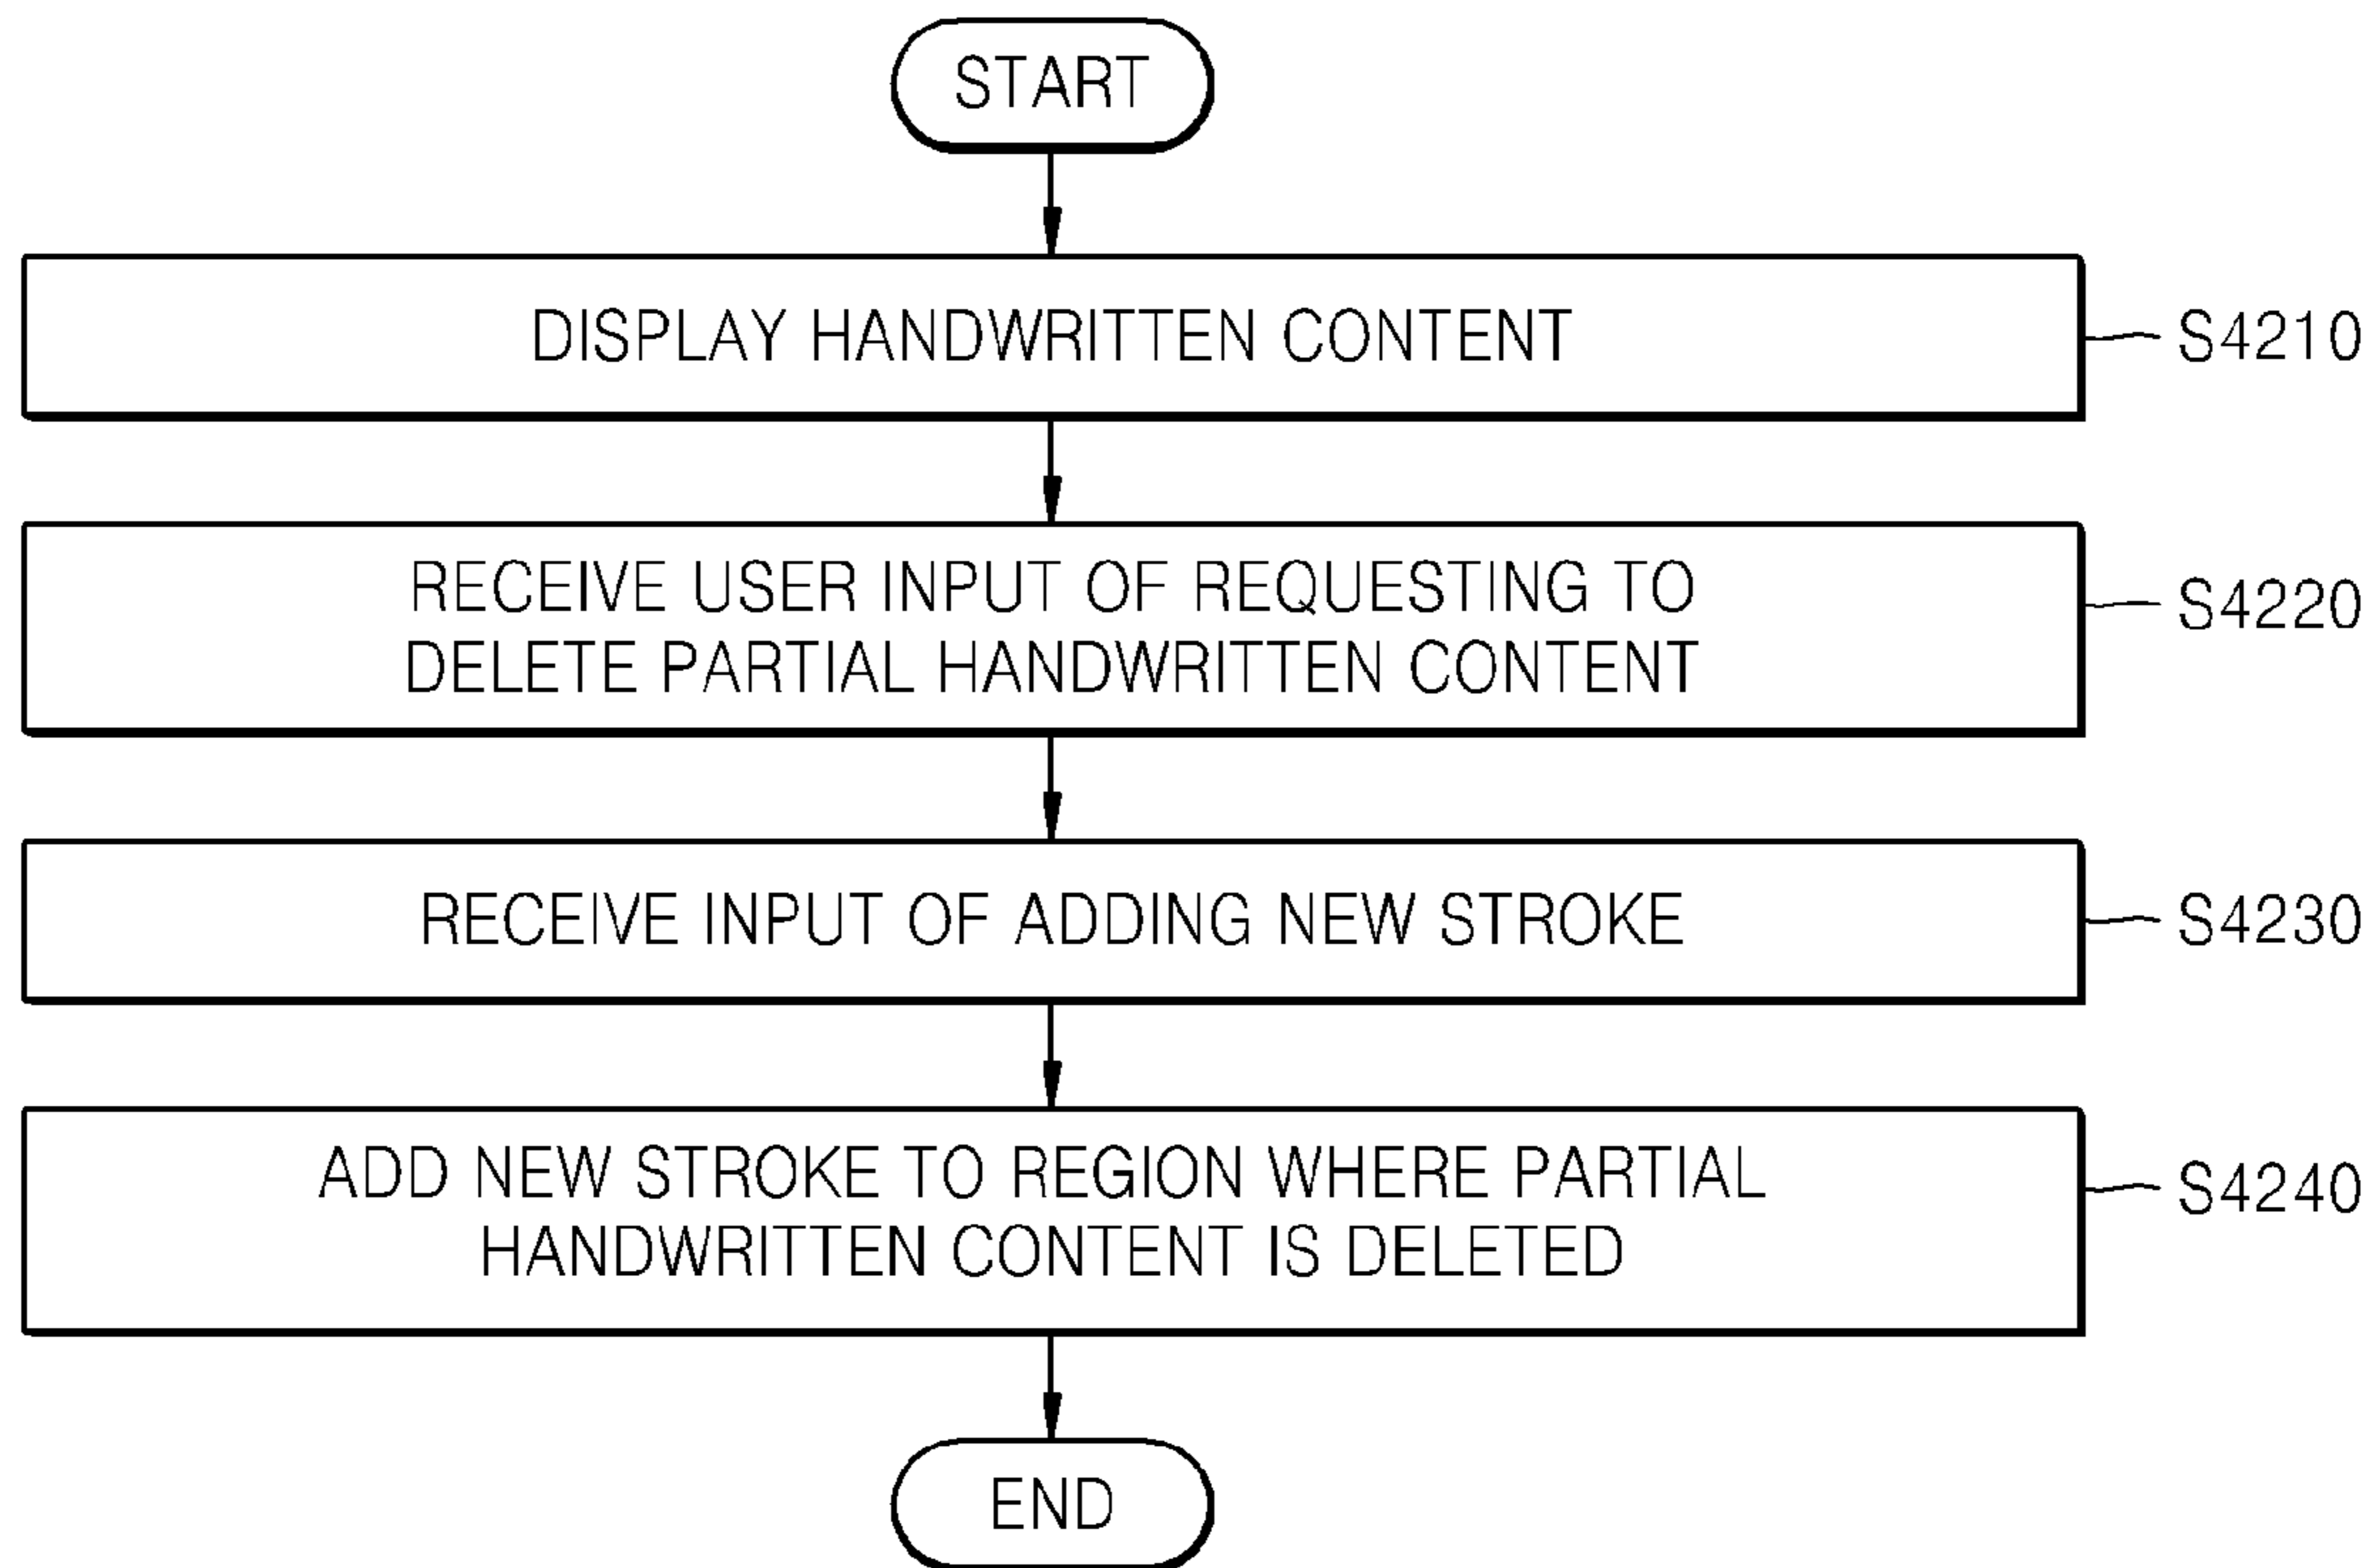 START
DISPLAY HANDWRITTEN CONTENT
S4210
RECEIVE USER INPUT OF REQUESTING TO
DELETE PARTIAL HANDWRITTEN CONTENT
S4220
RECEIVE INPUT OF ADDING NEW STROKE
S4230
ADD NEW STROKE TO REGION WHERE PARTIAL
HANDWRITTEN CONTENT IS DELETED
S4240
END